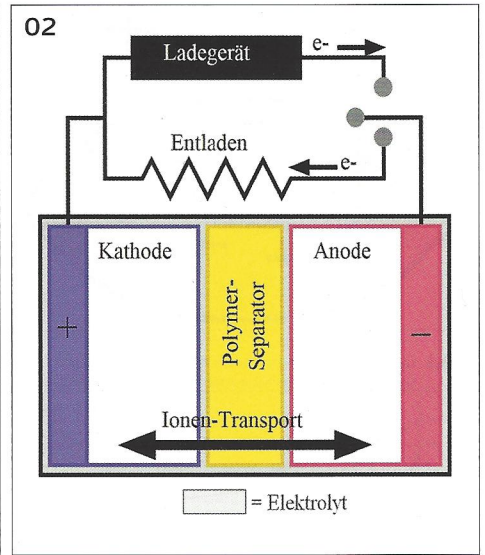 02
Ladegerät
e-
Entladen
e-
Kathode
Anode
+
Polymer-
Separator
−
Ionen-Transport
= Elektrolyt